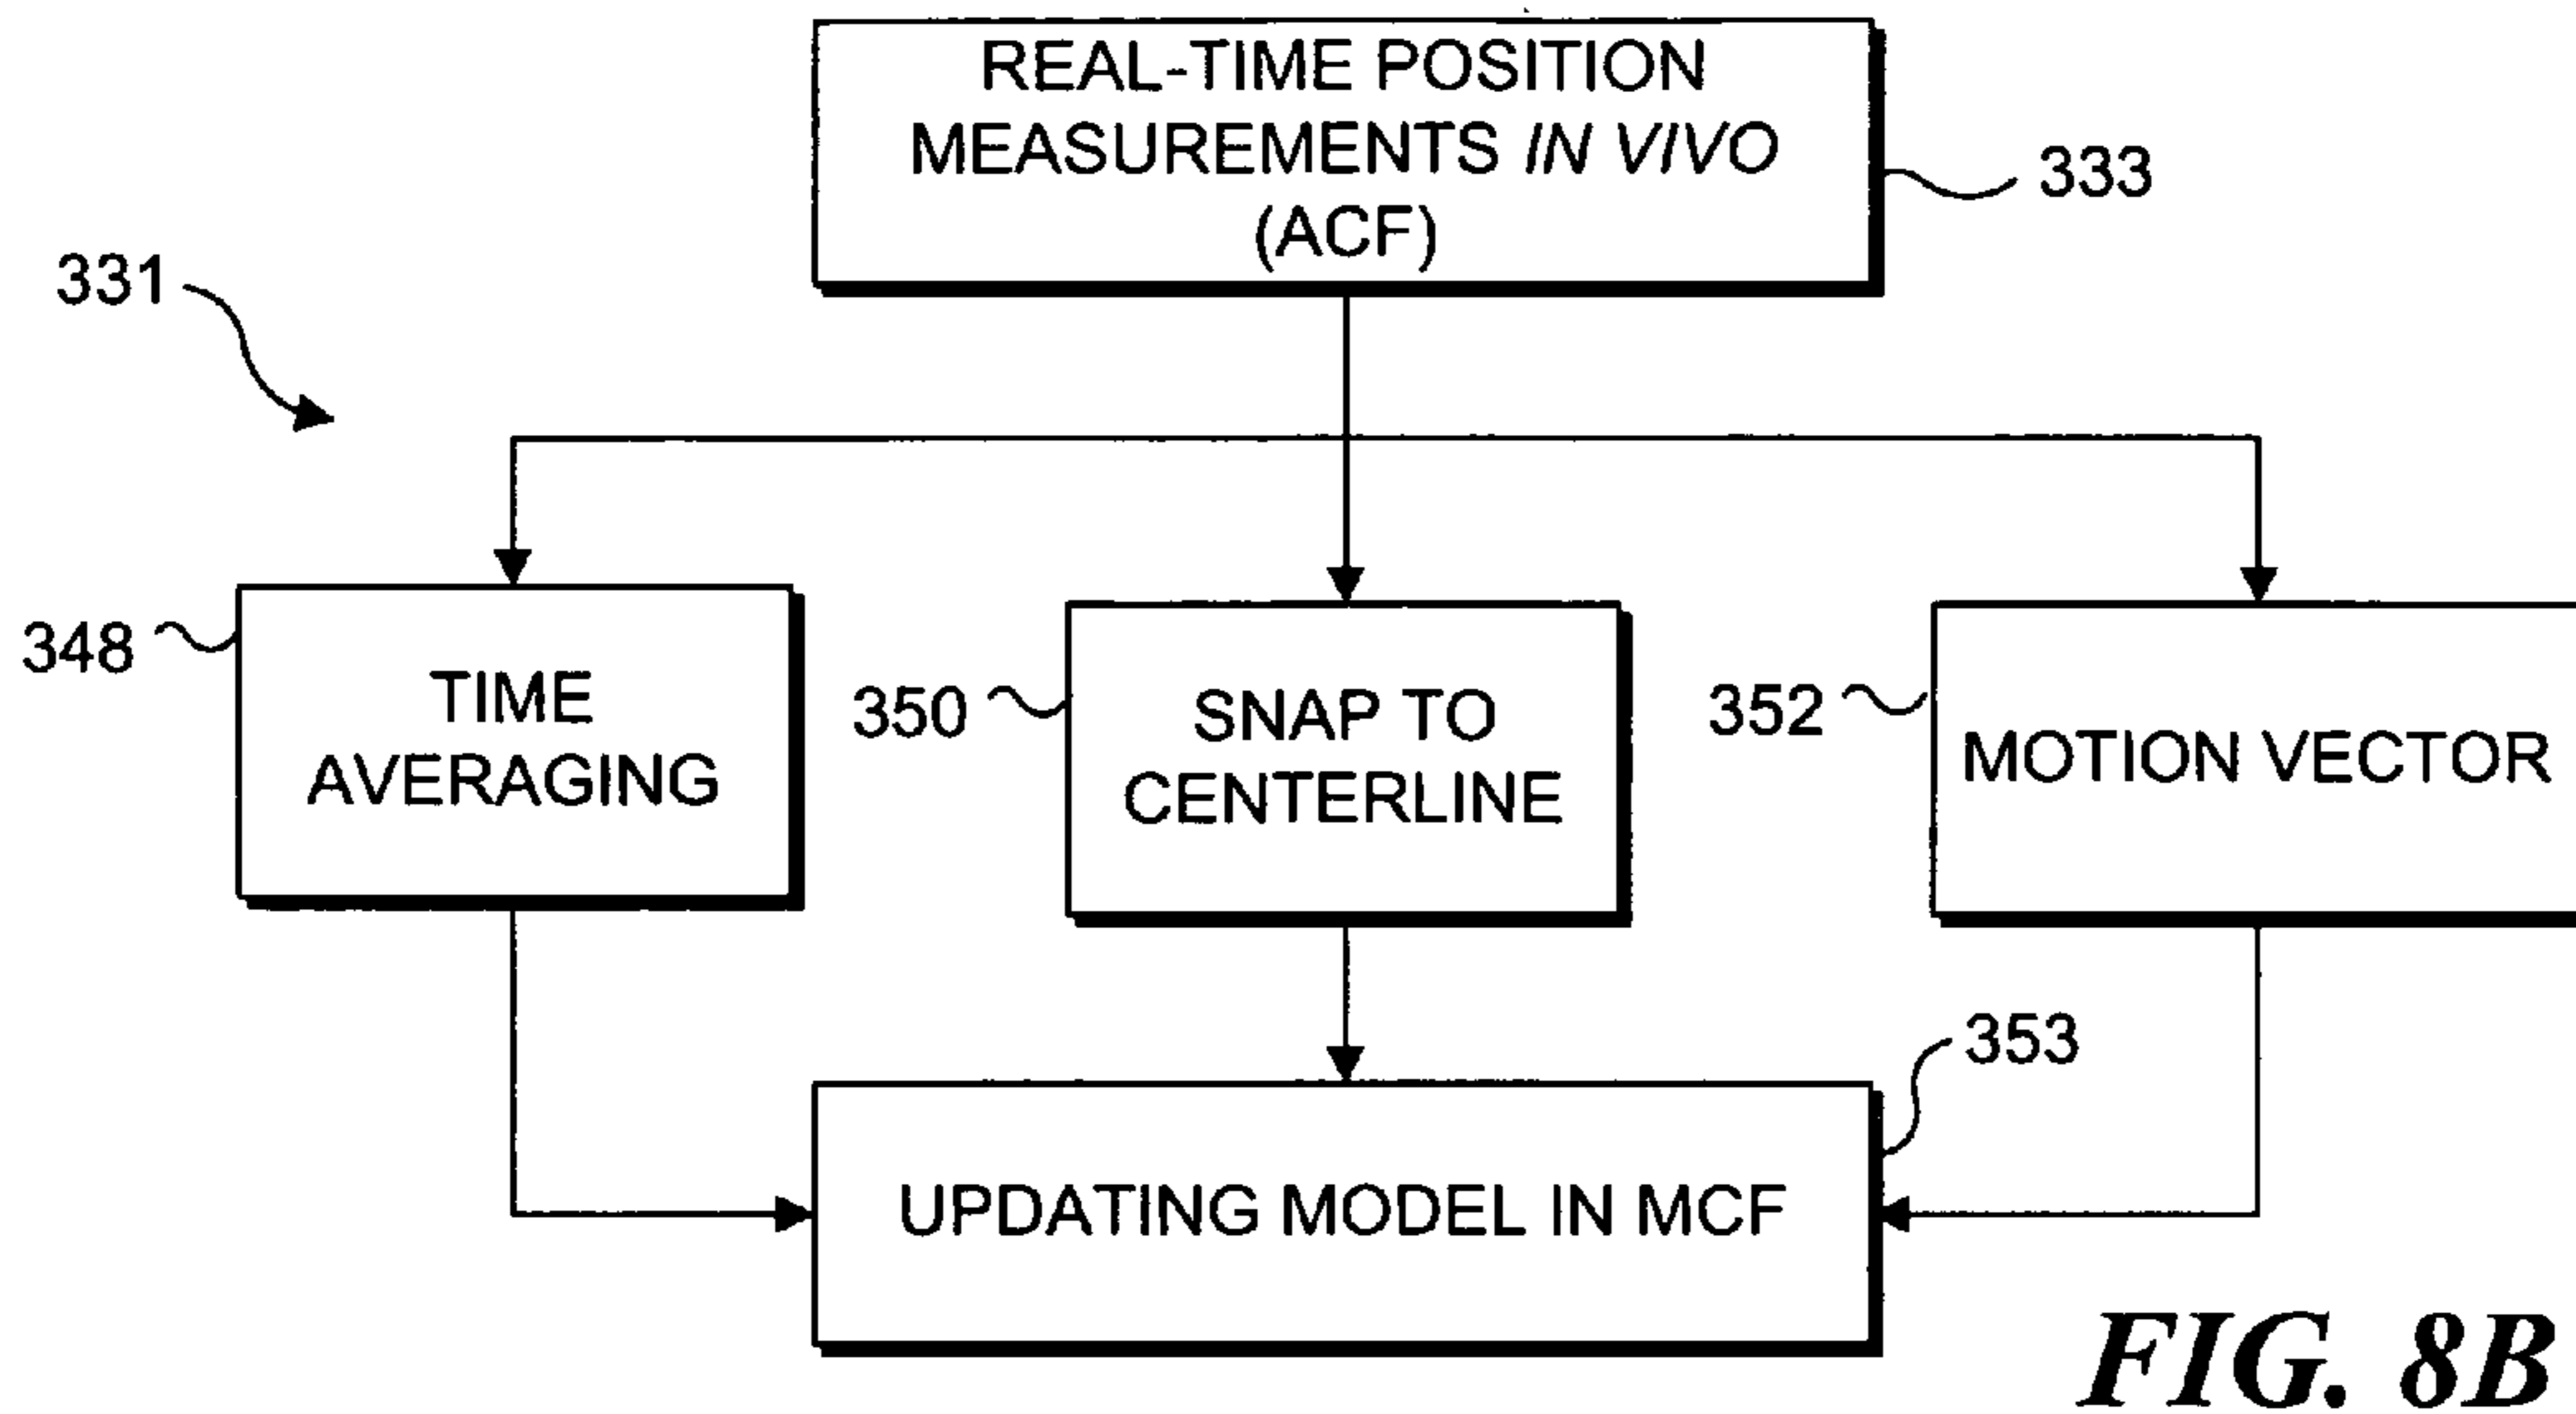 REAL-TIME POSITION
MEASUREMENTS IN VIVO
(ACF)
333
331
348
TIME
AVERAGING
350
SNAP TO
CENTERLINE
352
MOTION VECTOR
353
UPDATING MODEL IN MCF
FIG. 8B